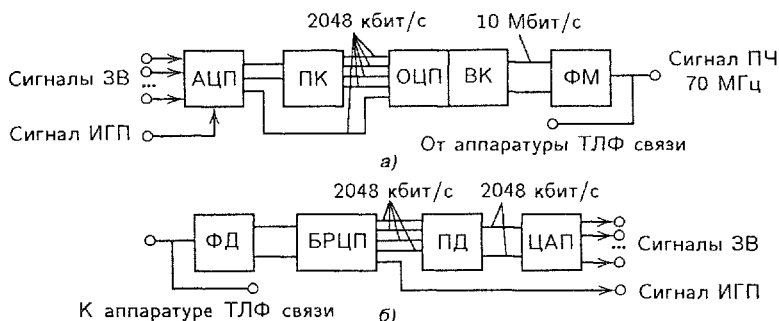 2048 кбит/с
10 Мбит/с
Сигналы ЗВ
...
АЦП
ПК
ОЦП
ВК
ФМ
Сигнал ПЧ
70 МГц
Сигнал ИГП
От аппаратуры ТЛФ связи
а)
2048 кбит/с
2048 кбит/с
ФД
БРЦП
ПД
ЦАП
...
Сигналы ЗВ
Сигнал ИГП
К аппаратуре ТЛФ связи
б)